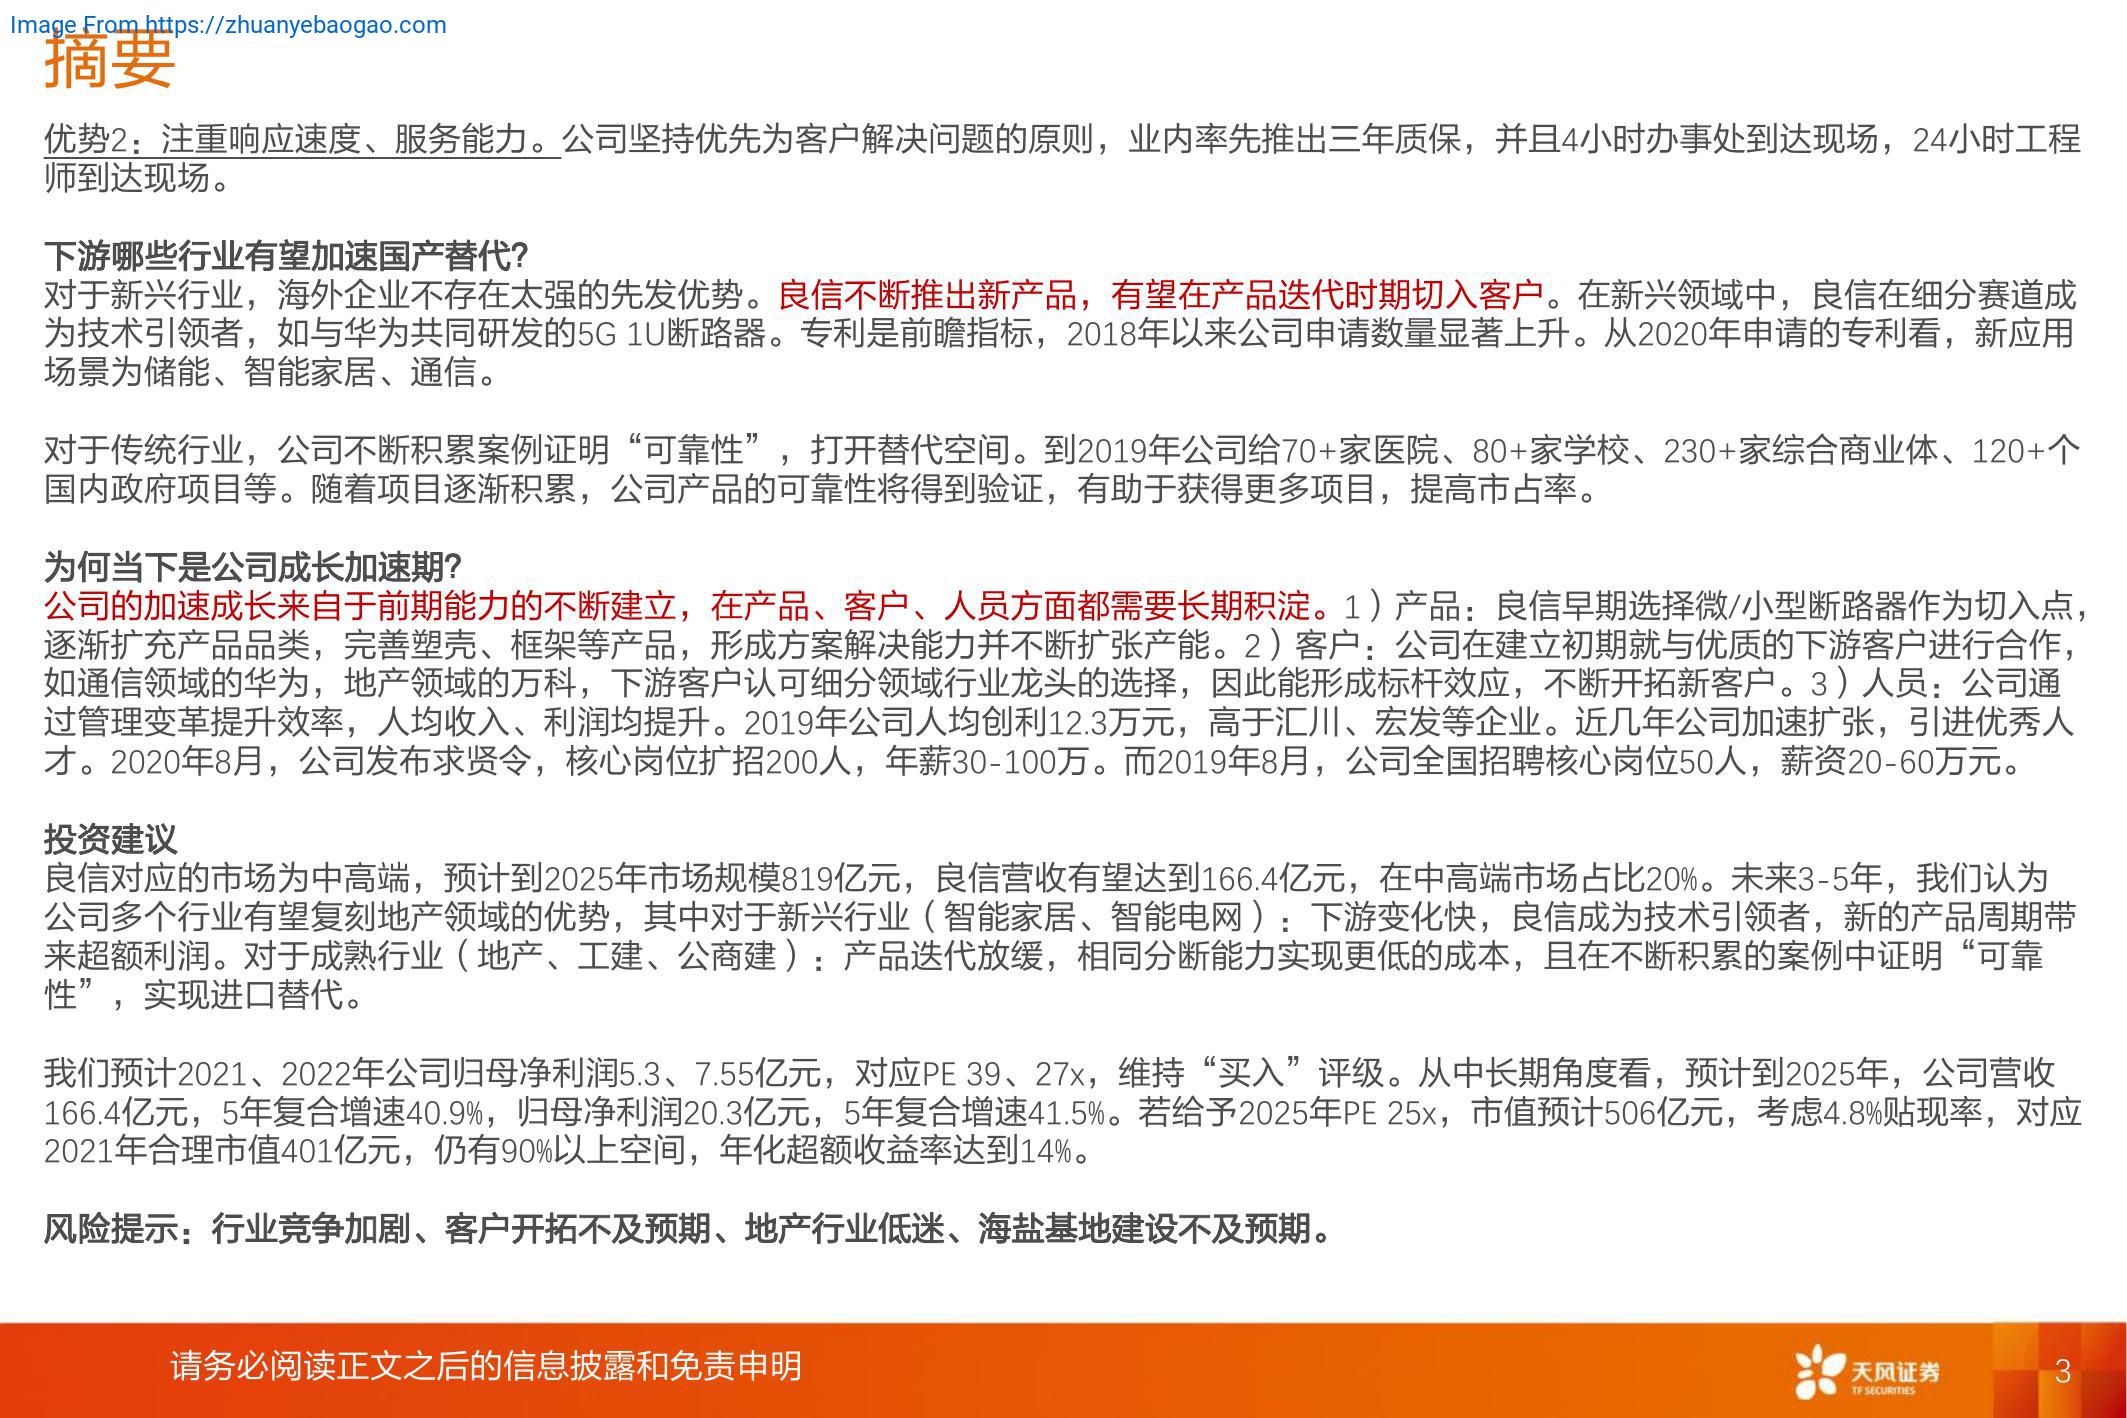 Image From https://zhuanyebaogao.com
摘要
优势2：注重响应速度、服务能力。公司坚持优先为客户解决问题的原则，业内率先推出三年质保，并且4小时办事处到达现场，24小时工程
师到达现场。
下游哪些行业有望加速国产替代？
对于新兴行业，海外企业不存在太强的先发优势。良信不断推出新产品，有望在产品迭代时期切入客户。在新兴领域中，良信在细分赛道成
为技术引领者，如与华为共同研发的5G 1U断路器。专利是前瞻指标，2018年以来公司申请数量显著上升。从2020年申请的专利看，新应用
场景为储能、智能家居、通信。
对于传统行业，公司不断积累案例证明“可靠性”，打开替代空间。到2019年公司给70+家医院、80+家学校、230+家综合商业体、120+个
国内政府项目等。随着项目逐渐积累，公司产品的可靠性将得到验证，有助于获得更多项目，提高市占率。
为何当下是公司成长加速期？
公司的加速成长来自于前期能力的不断建立，在产品、客户、人员方面都需要长期积淀。1）产品：良信早期选择微/小型断路器作为切入点，
逐渐扩充产品品类，完善塑壳、框架等产品，形成方案解决能力并不断扩张产能。2）客户：公司在建立初期就与优质的下游客户进行合作，
如通信领域的华为，地产领域的万科，下游客户认可细分领域行业龙头的选择，因此能形成标杆效应，不断开拓新客户。3）人员：公司通
过管理变革提升效率，人均收入、利润均提升。2019年公司人均创利12.3万元，高于汇川、宏发等企业。近几年公司加速扩张，引进优秀人
才。2020年8月，公司发布求贤令，核心岗位扩招200人，年薪30-100万。而2019年8月，公司全国招聘核心岗位50人，薪资20-60万元。
投资建议
良信对应的市场为中高端，预计到2025年市场规模819亿元，良信营收有望达到166.4亿元，在中高端市场占比20%。未来3-5年，我们认为
公司多个行业有望复刻地产领域的优势，其中对于新兴行业（智能家居、智能电网）：下游变化快，良信成为技术引领者，新的产品周期带
来超额利润。对于成熟行业（地产、工建、公商建）：产品迭代放缓，相同分断能力实现更低的成本，且在不断积累的案例中证明“可靠
性”，实现进口替代。
我们预计2021、2022年公司归母净利润5.3、7.55亿元，对应PE 39、27x，维持“买入”评级。从中长期角度看，预计到2025年，公司营收
166.4亿元，5年复合增速40.9%，归母净利润20.3亿元，5年复合增速41.5%。若给予2025年PE 25x，市值预计506亿元，考虑4.8%贴现率，对应
2021年合理市值401亿元，仍有90%以上空间，年化超额收益率达到14%。
风险提示：行业竞争加剧、客户开拓不及预期、地产行业低迷、海盐基地建设不及预期。
请务必阅读正文之后的信息披露和免责申明
天风证券
TF SECURITIES
3